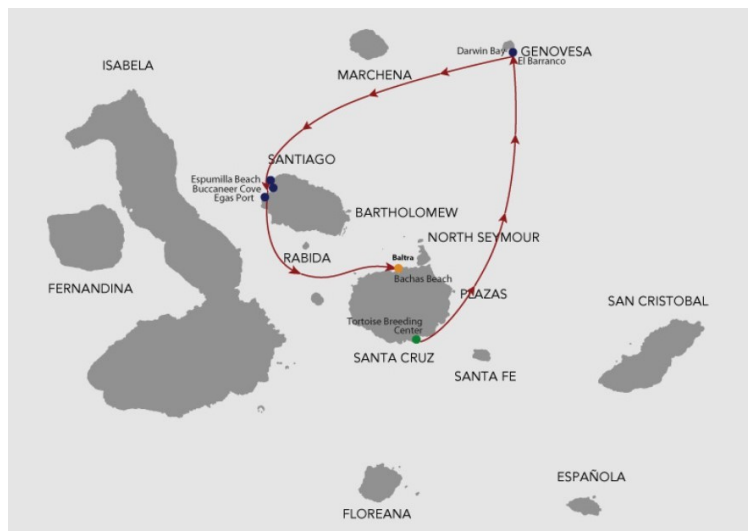 Darwin Bay
GENOVESA
El Barranco
ISABELA
MARCHENA
SANTIAGO
Espumilla Beach
Buccaneer Cove
Egas Port
BARTHOLOMEW
NORTH SEYMOUR
RABIDA
Baltra
Bachas Beach
FERNANDINA
PLAZAS
SAN CRISTOBAL
Tortoise Breeding
Center
SANTA CRUZ
SANTA FE
ESPAÑOLA
FLOREANA